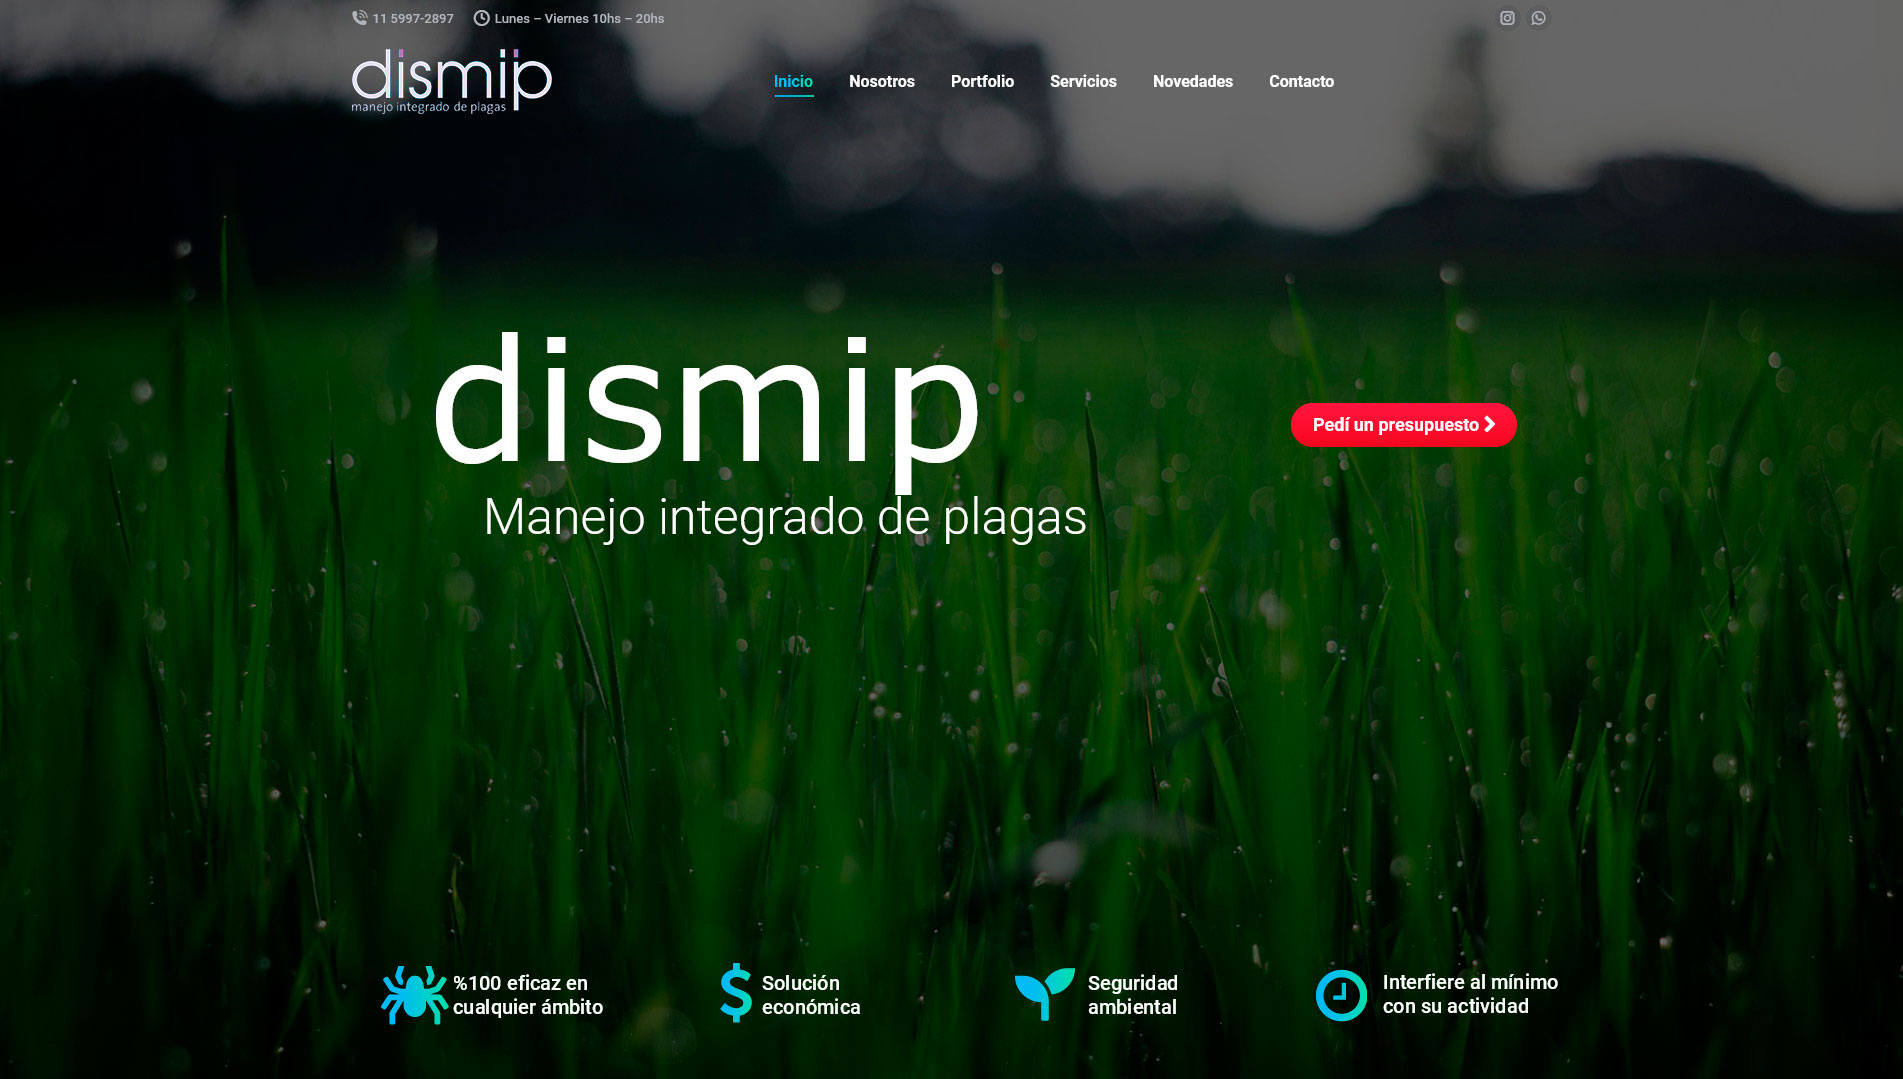 11 5997-2897
Lunes – Viernes 10hs – 20hs
dismip
manejo integrado de plagas
Inicio
Nosotros
Portfolio
Servicios
Novedades
Contacto
dismip
Manejo integrado de plagas
Pedí un presupuesto
%100 eficaz en
cualquier ámbito
Solución
económica
Seguridad
ambiental
Interfiere al mínimo
con su actividad